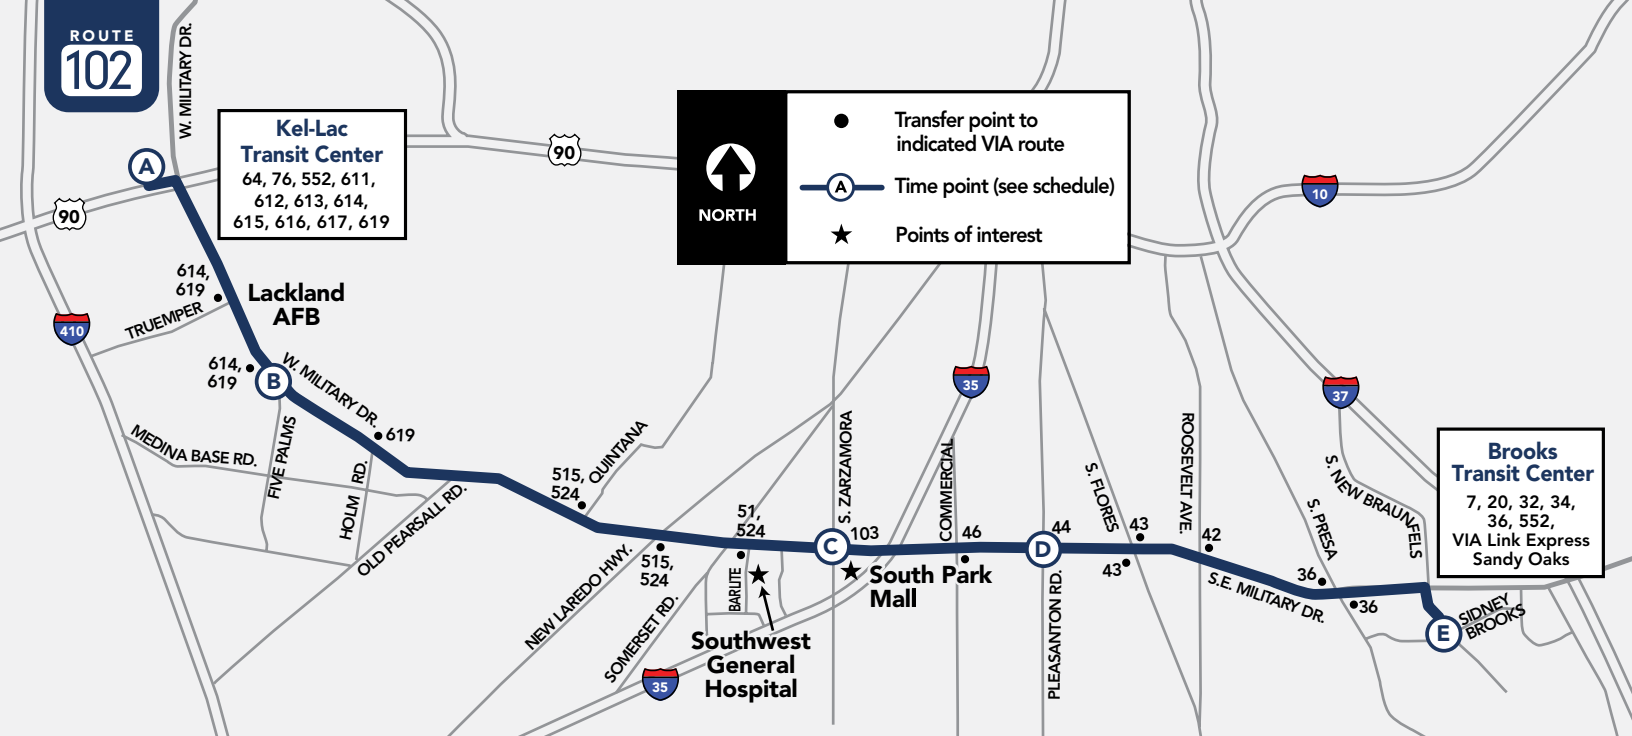 ROUTE
102
W. MILITARY DR.
A
90
Kel-Lac
Transit Center
64, 76, 552, 611,
612, 613, 614,
615, 616, 617, 619
90
NORTH
Transfer point to
indicated VIA route
A
Time point (see schedule)
Points of interest
10
614,
619
TRUEMPER
Lackland
AFB
410
614,
619
B
W. MILITARY DR.
619
MEDINA BASE RD.
FIVE PALMS
HOLM RD.
OLD PEARSALL RD.
515,
524
QUINTANA
NEW LAREDO HWY.
515,
524
SOMERSET RD.
51,
524
BARLITE
Southwest
General
Hospital
35
S. ZARZAMORA
C
103
South Park
Mall
35
COMMERCIAL
46
D
44
PLEASANTON RD.
S. FLORES
43
43
ROOSEVELT AVE.
42
S.E. MILITARY DR.
S. PRESA
36
36
37
S. NEW BRAUNFELS
Brooks
Transit Center
7, 20, 32, 34,
36, 552,
VIA Link Express
Sandy Oaks
E
SIDNEY
BROOKS